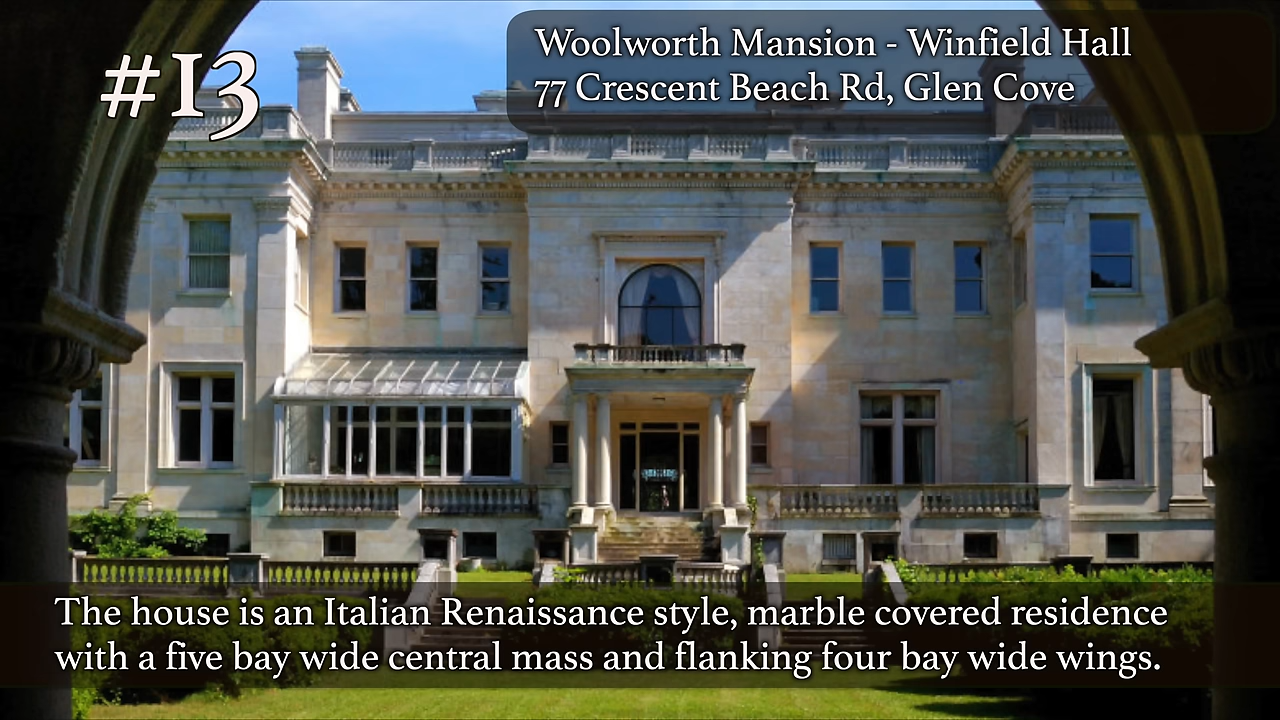 #13
Woolworth Mansion - Winfield Hall
77 Crescent Beach Rd, Glen Cove
The house is an Italian Renaissance style, marble covered residence
with a five bay wide central mass and flanking four bay wide wings.